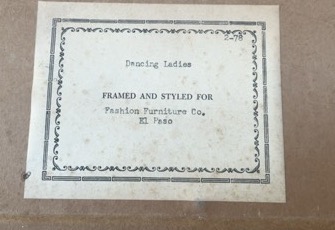 2-78
Dancing Ladies
FRAMED AND STYLED FOR
Fashion Furniture Co.
El Paso